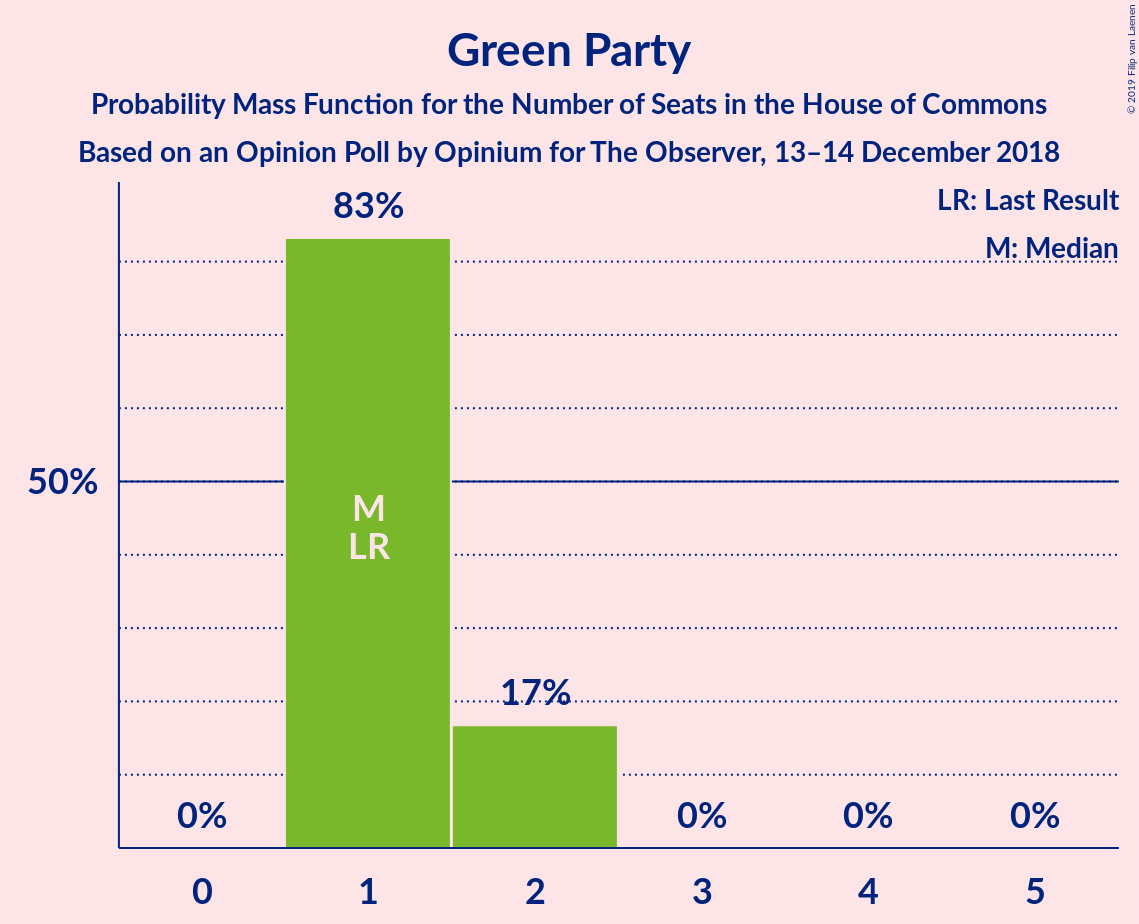 Green Party
Probability Mass Function for the Number of Seats in the House of Commons
Based on an Opinion Poll by Opinium for The Observer, 13–14 December 2018
© 2019 Filip van Laenen
LR: Last Result
M: Median
83%
50%
M
LR
17%
0%
0%
0%
0%
0
1
2
3
4
5